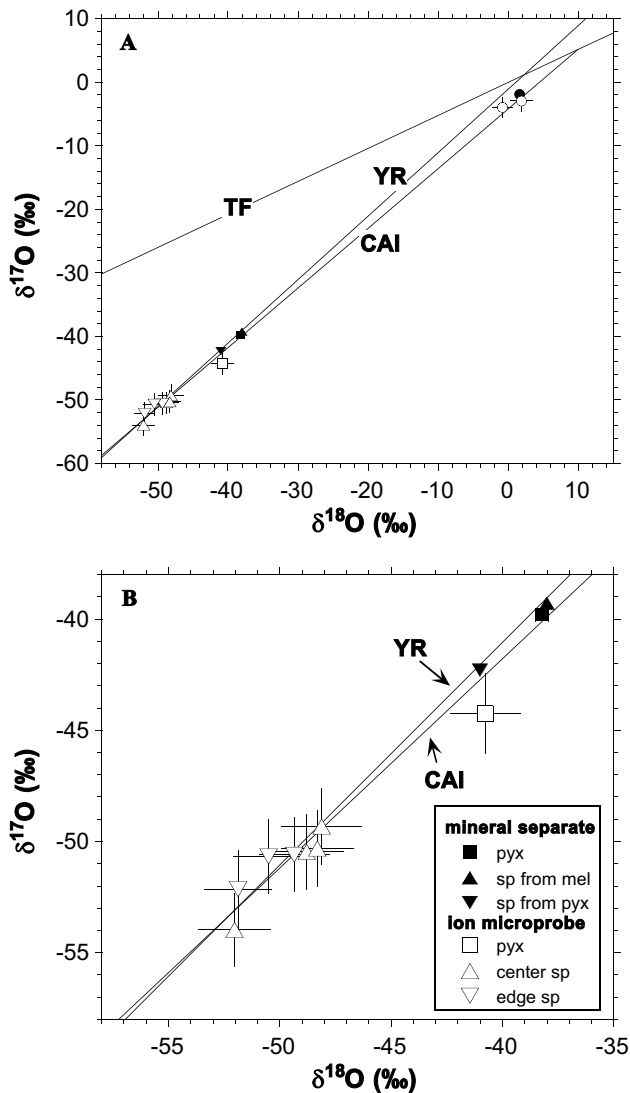 A
10
0
-10
-20
-30
-40
-50
-60
δ17O (‰)
TF
YR
CAI
-50 -40 -30 -20 -10 0 10
δ18O (‰)
B
-40
-45
-50
-55
δ17O (‰)
YR
CAI
mineral separate
pyx
sp from mel
sp from pyx
ion microprobe
pyx
center sp
edge sp
-55 -50 -45 -40 -35
δ18O (‰)